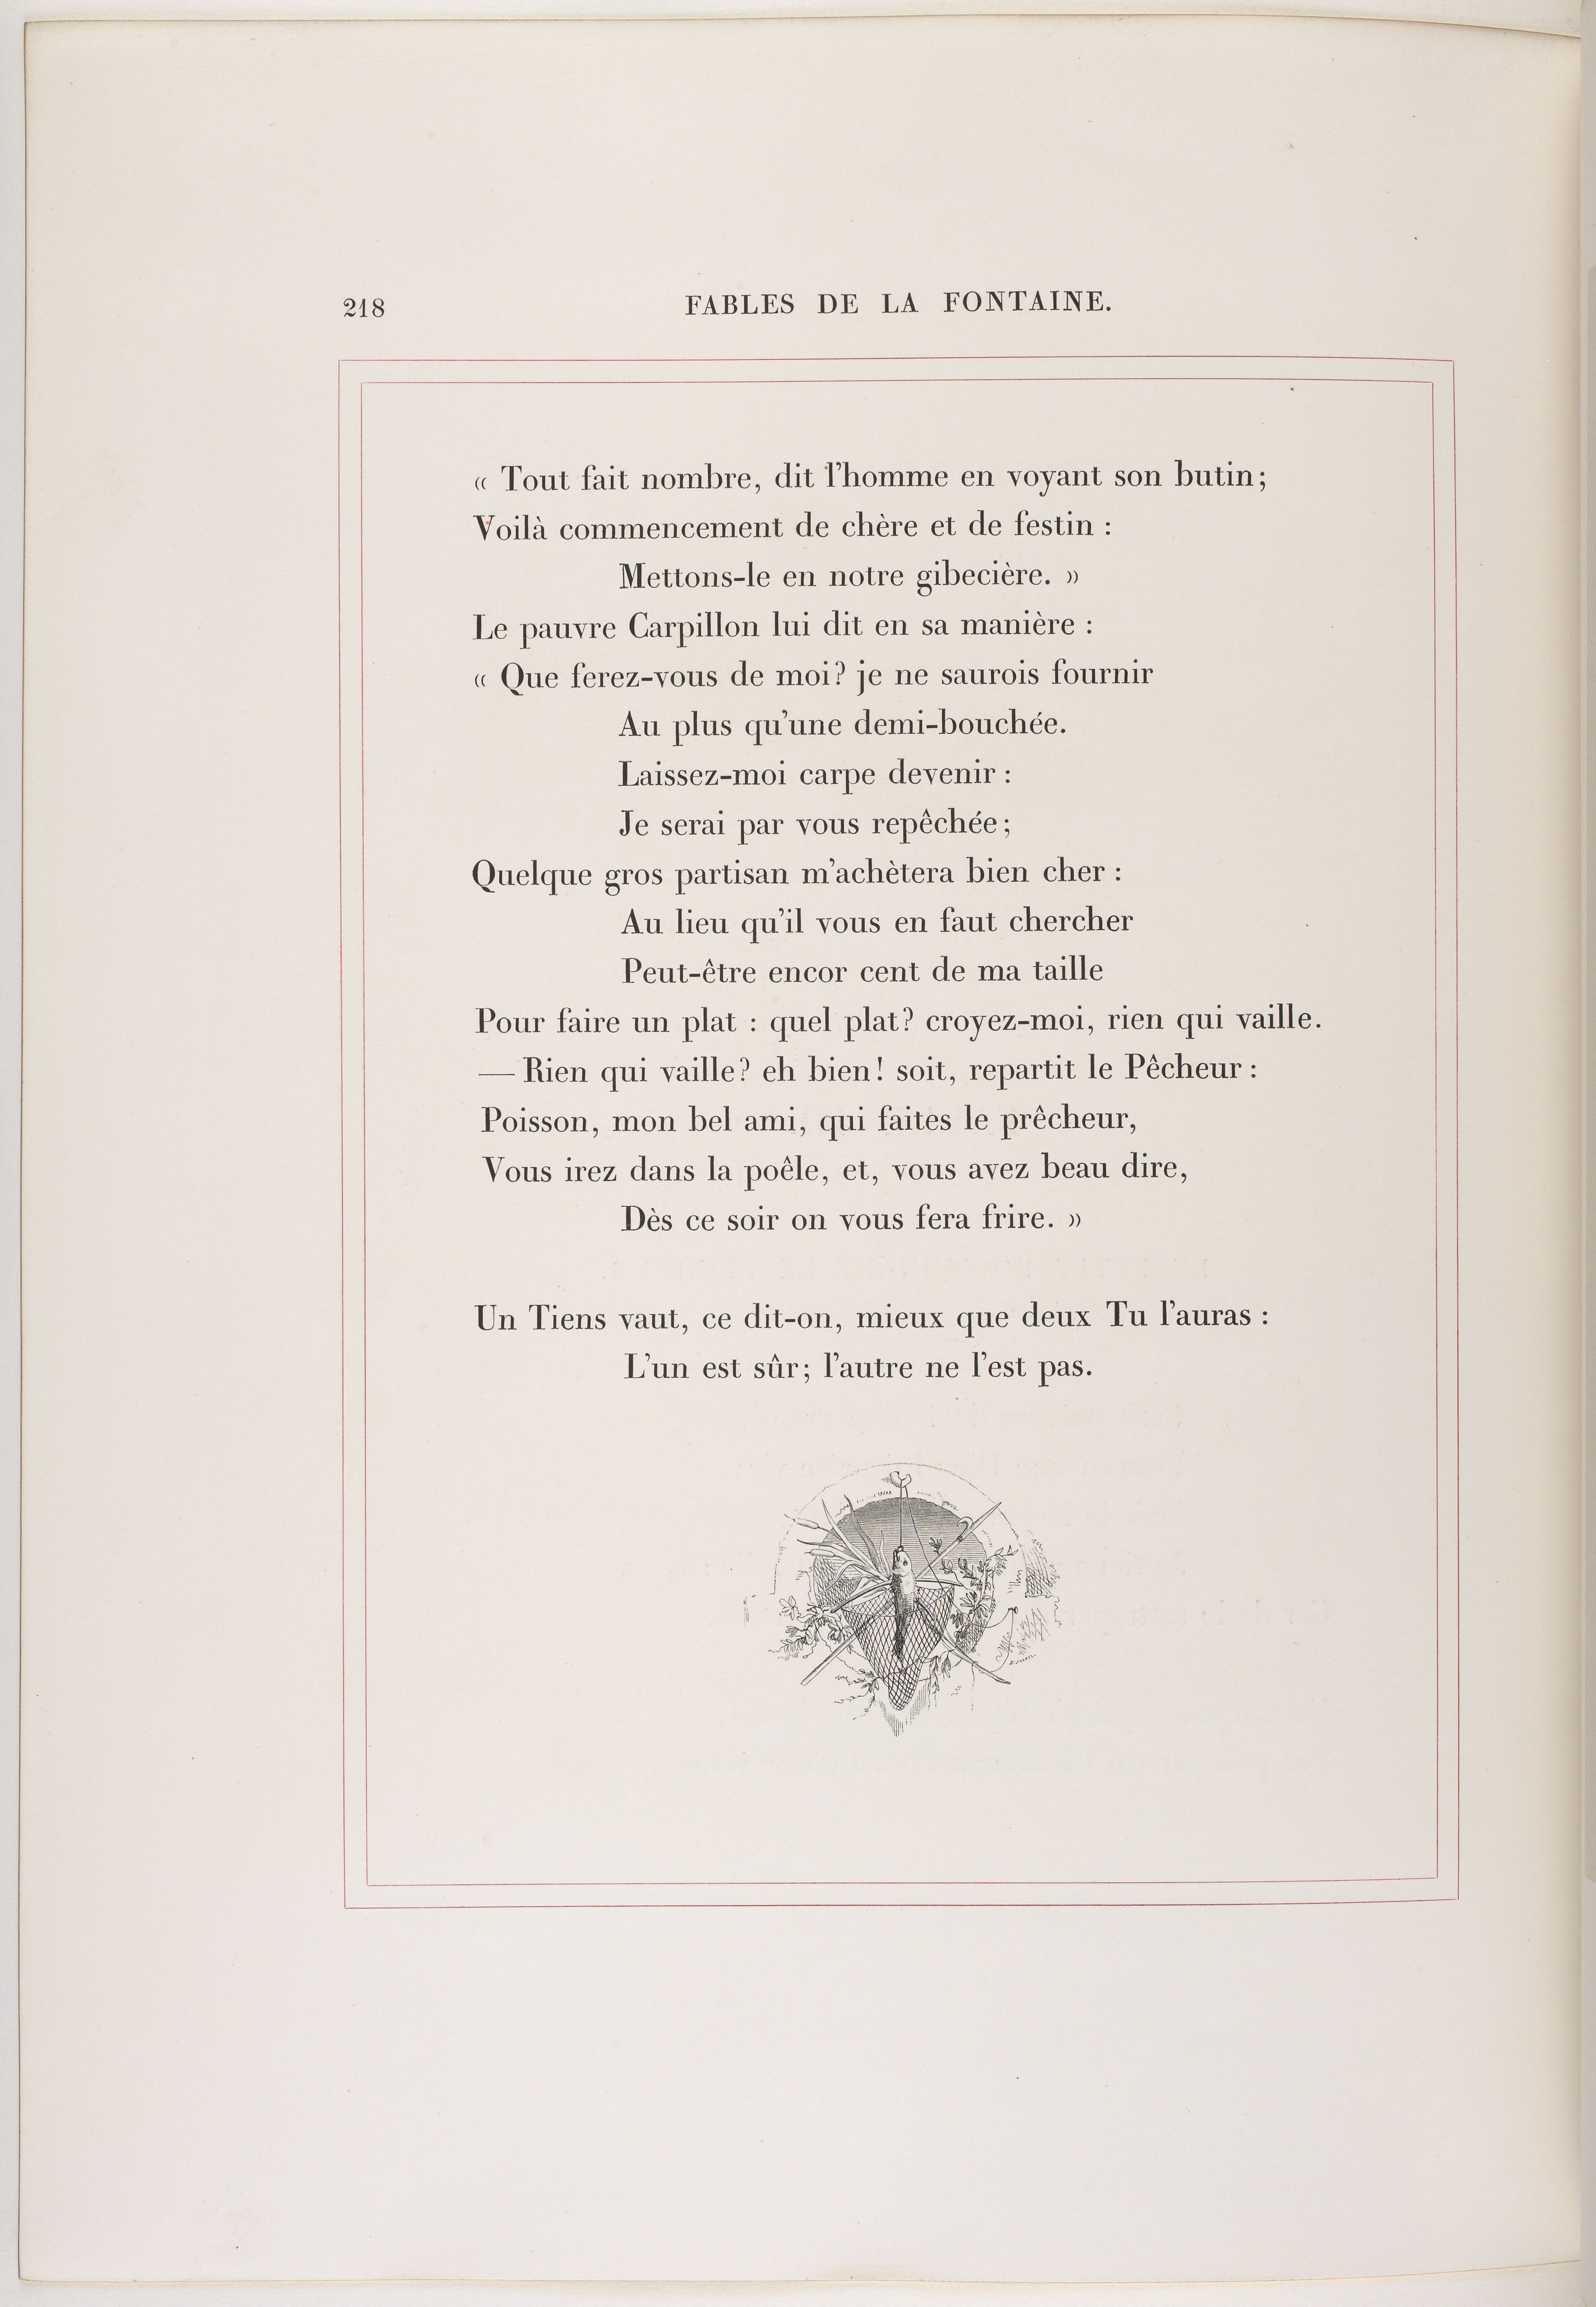 218
FABLES DE LA FONTAINE.
« Tout fait nombre, dit l'homme en voyant son butin;
Voilà commencement de chère et de festin :
Mettons-le en notre gibecière. »
Le pauvre Carpillon lui dit en sa manière :
« Que ferez-vous de moi? je ne saurois fournir
Au plus qu'une demi-bouchée.
Laissez-moi carpe devenir :
Je serai par vous repêchée;
Quelque gros partisan m'achètera bien cher :
Au lieu qu'il vous en faut chercher
Peut-être encor cent de ma taille
Pour faire un plat : quel plat? croyez-moi, rien qui vaille.
— Rien qui vaille? eh bien! soit, repartit le Pêcheur :
Poisson, mon bel ami, qui faites le prêcheur,
Vous irez dans la poêle, et, vous avez beau dire,
Dès ce soir on vous fera frire. »
Un Tiens vaut, ce dit-on, mieux que deux Tu l'auras :
L'un est sûr; l'autre ne l'est pas.